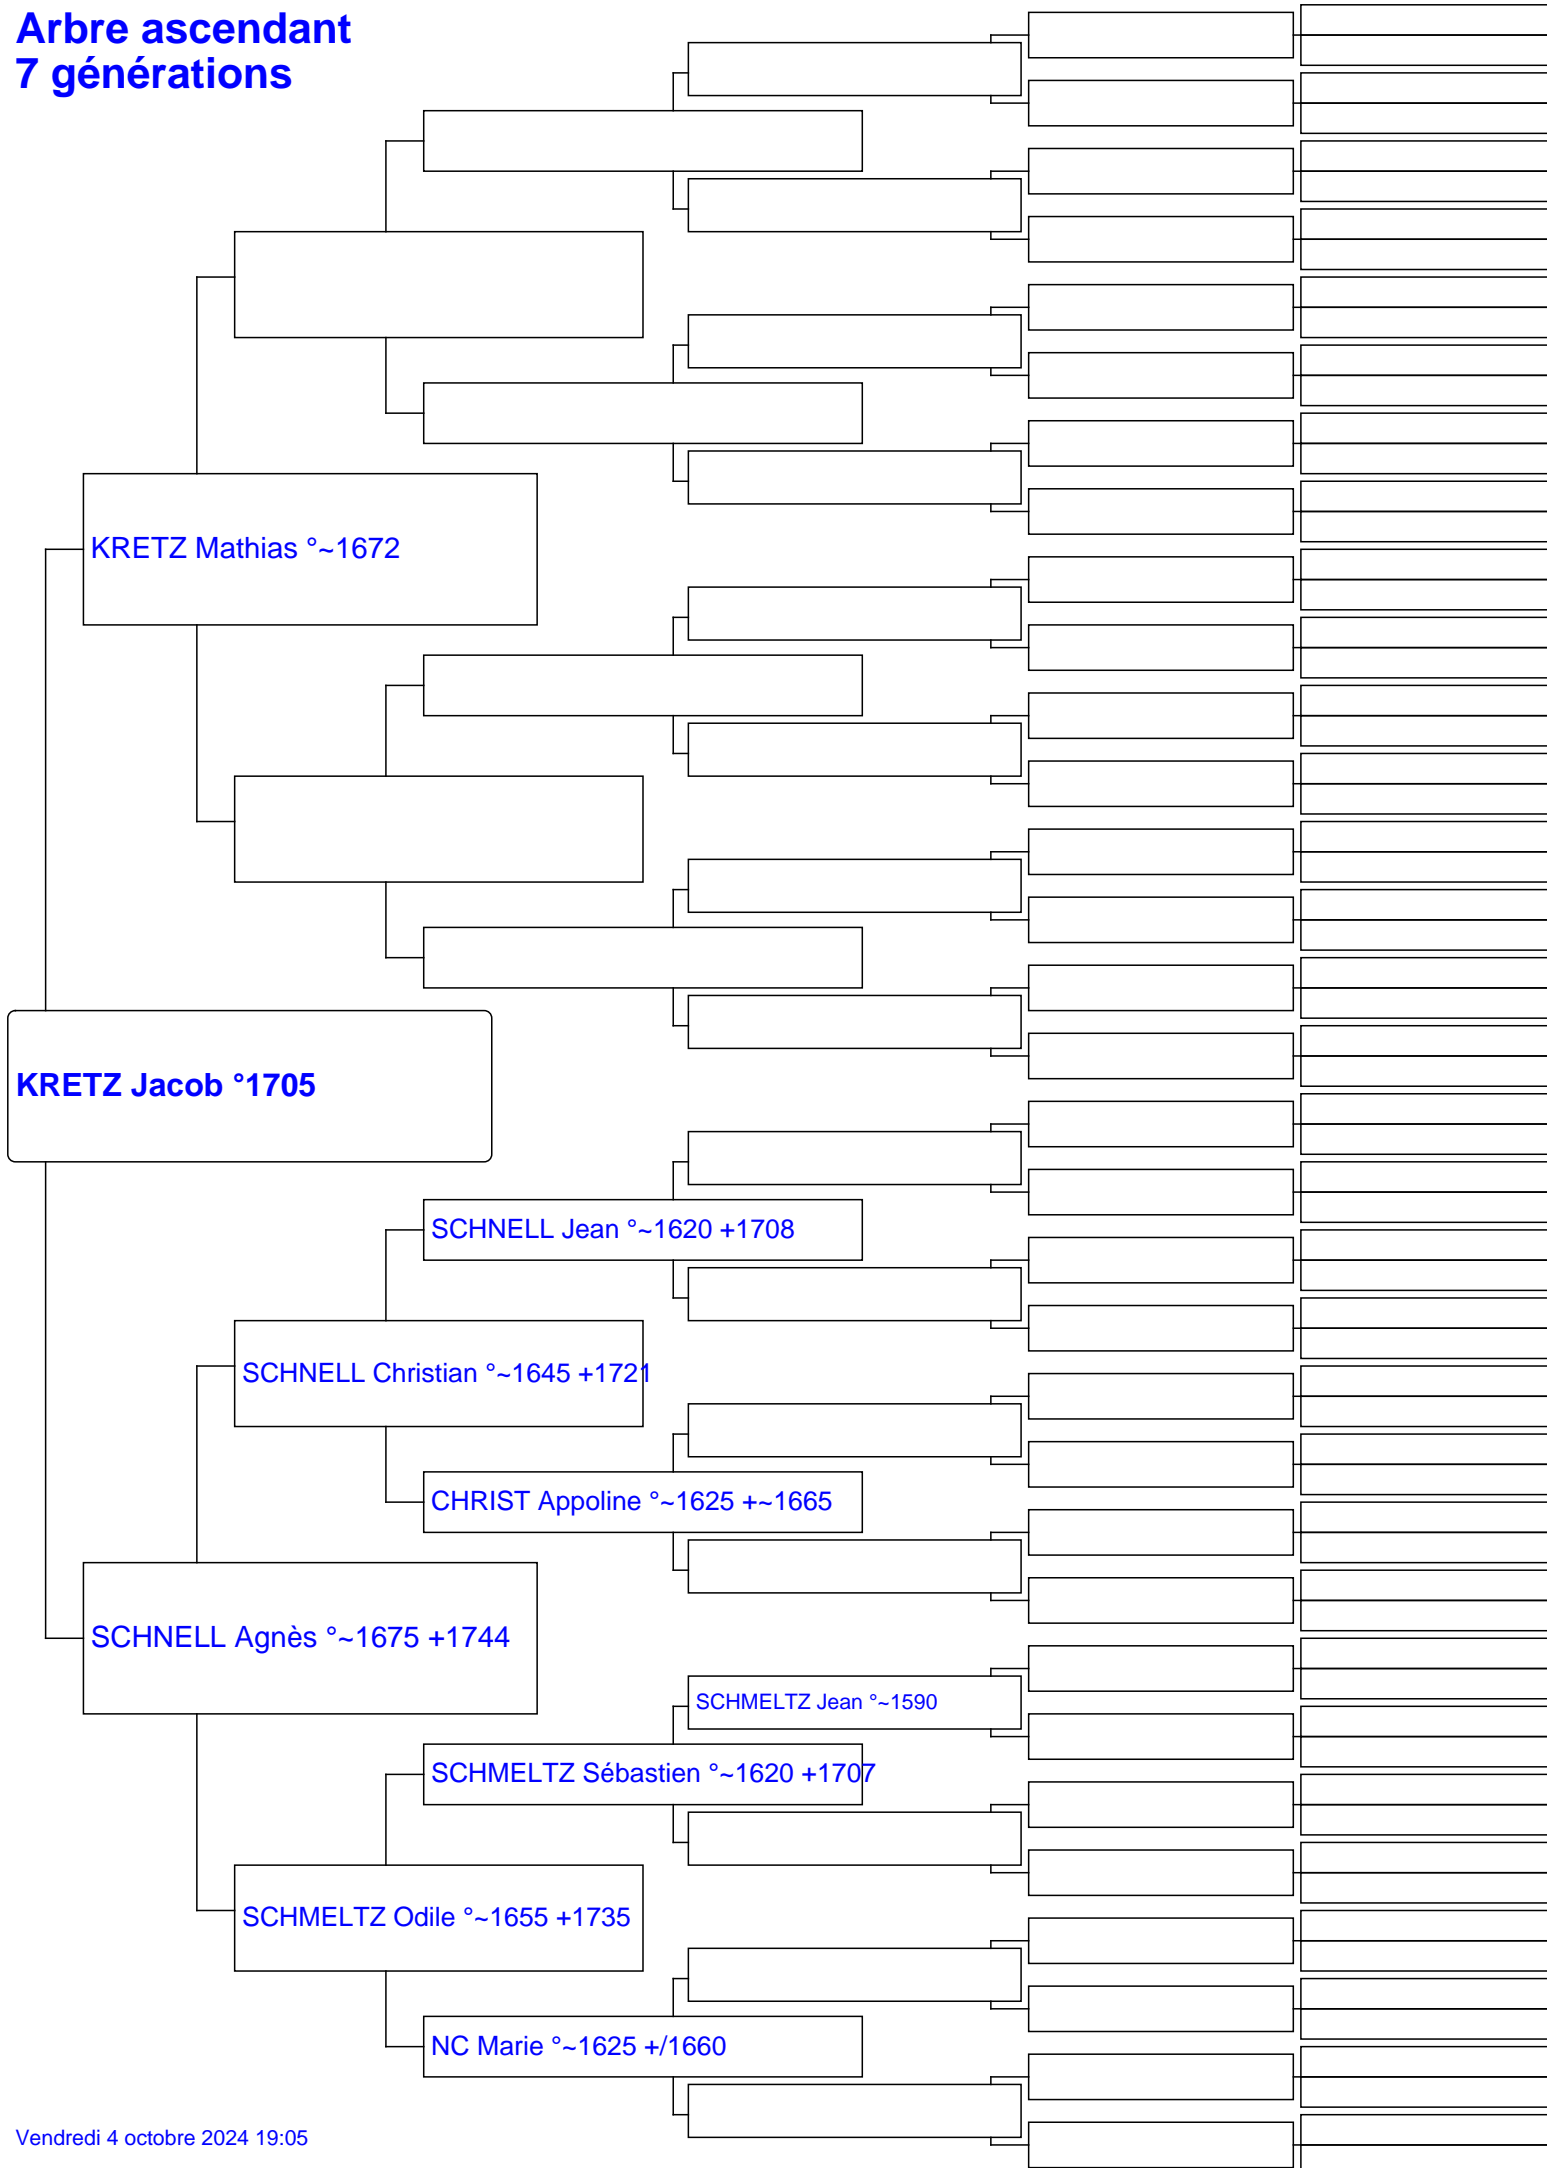 Arbre ascendant
7 générations
KRETZ Mathias °~1672
KRETZ Jacob °1705
SCHNELL Jean °~1620 +1708
SCHNELL Christian °~1645 +1721
CHRIST Appoline °~1625 +~1665
SCHNELL Agnès °~1675 +1744
SCHMELTZ Jean °~1590
SCHMELTZ Sébastien °~1620 +1707
SCHMELTZ Odile °~1655 +1735
NC Marie °~1625 +/1660
Vendredi 4 octobre 2024 19:05